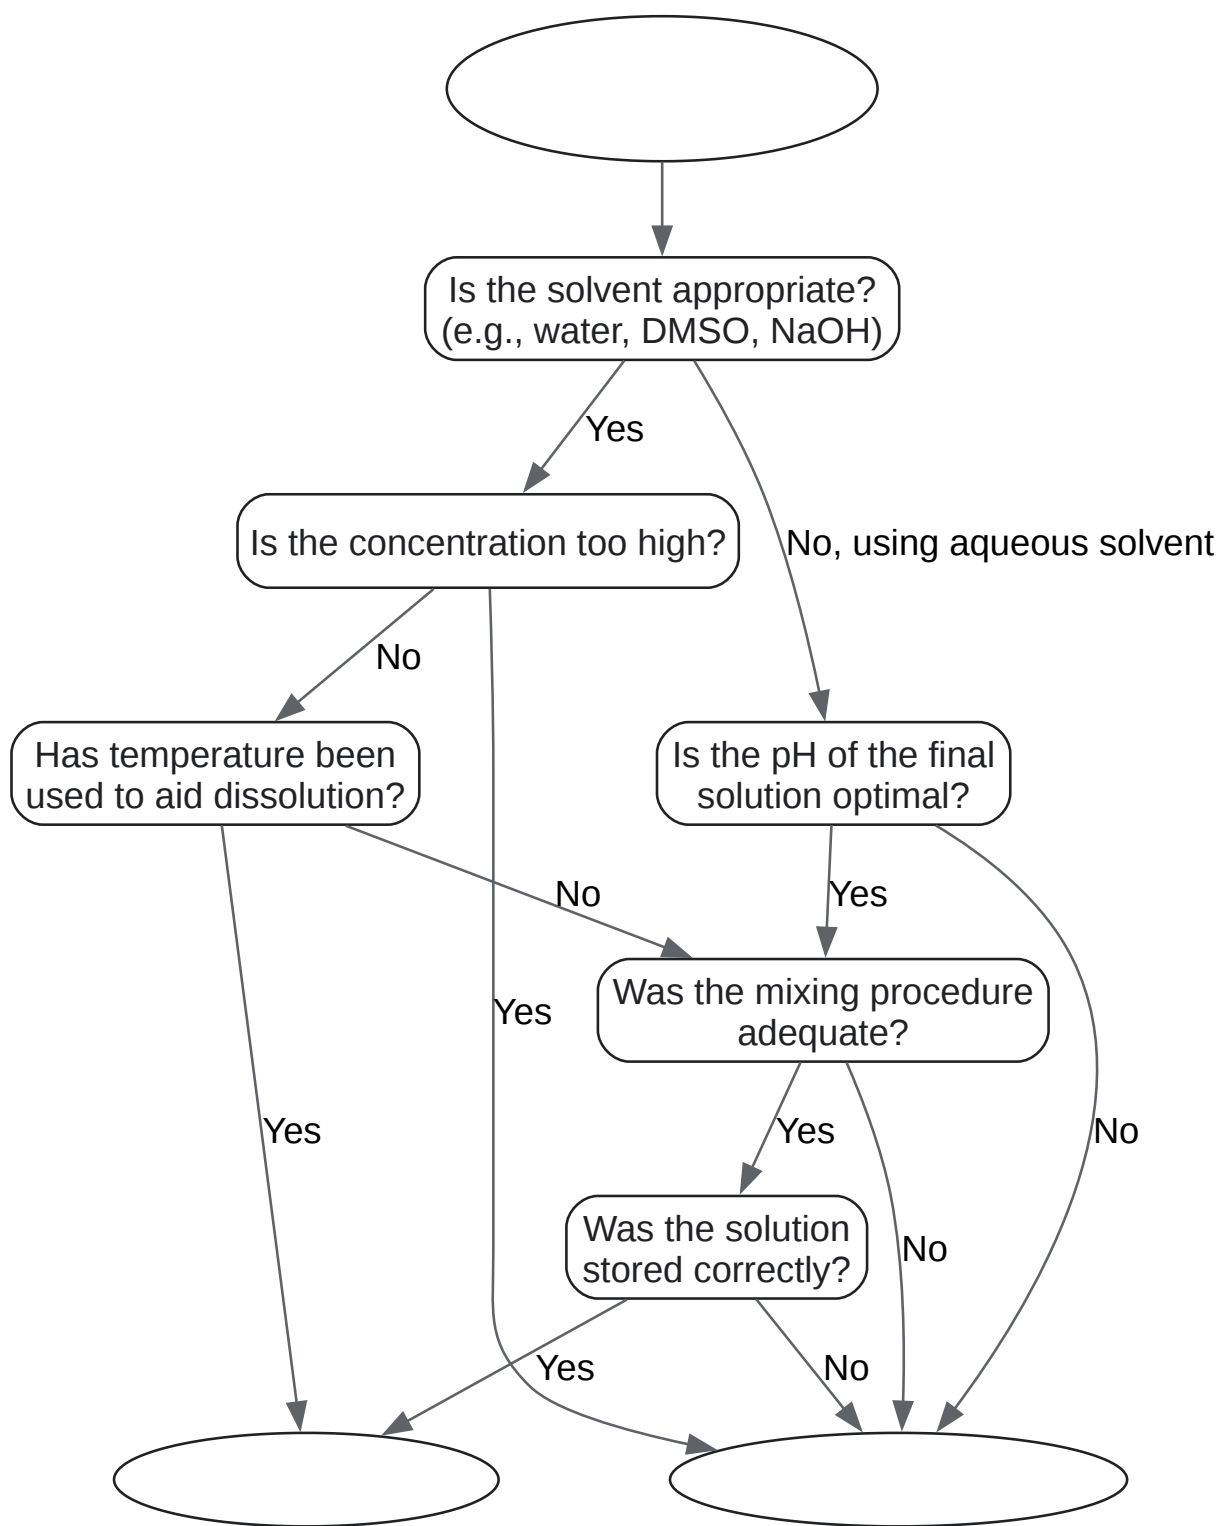 Is the solvent appropriate?
(e.g., water, DMSO, NaOH)
Yes
Is the concentration too high?
No, using aqueous solvent
No
Has temperature been
used to aid dissolution?
Is the pH of the final
solution optimal?
No
Yes
Was the mixing procedure
adequate?
Yes
Yes
Yes
No
Was the solution
stored correctly?
No
Yes
No